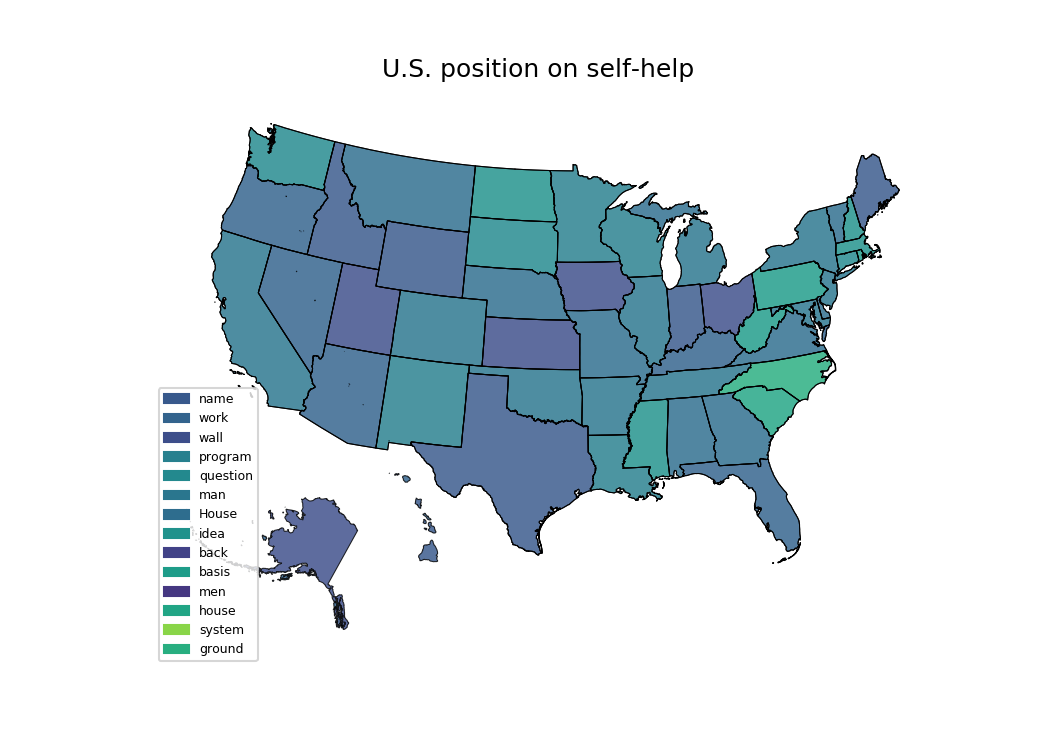 U.S. position on self-help
name
work
wall
program
question
man
House
idea
back
basis
men
house
system
ground